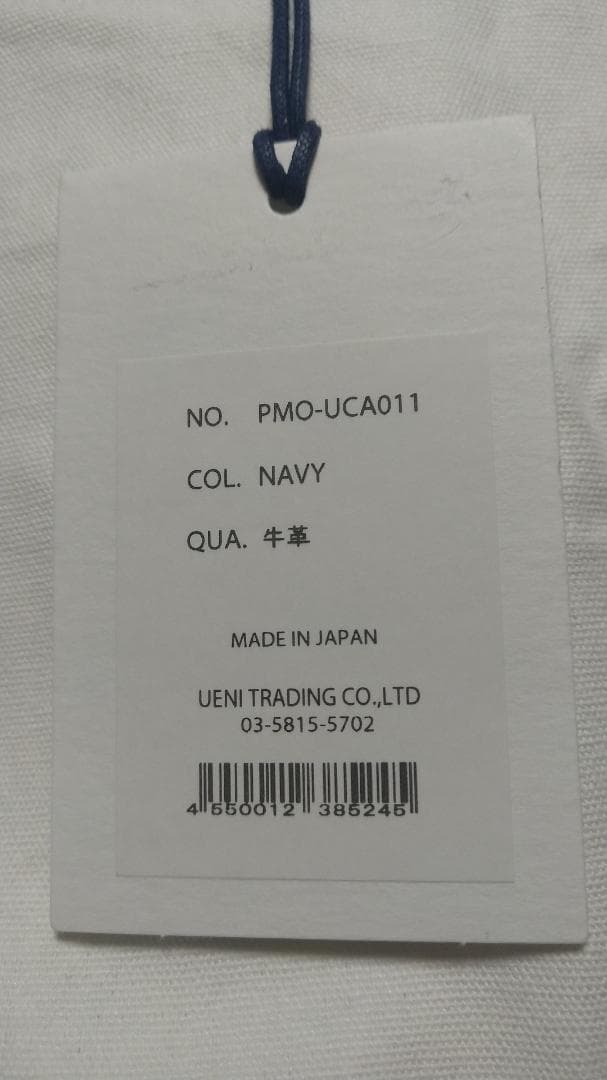 NO. PMO-UCA011
COL. NAVY
QUA. 牛革
MADE IN JAPAN
UENI TRADING CO.,LTD
03-5815-5702
4 550012 385245